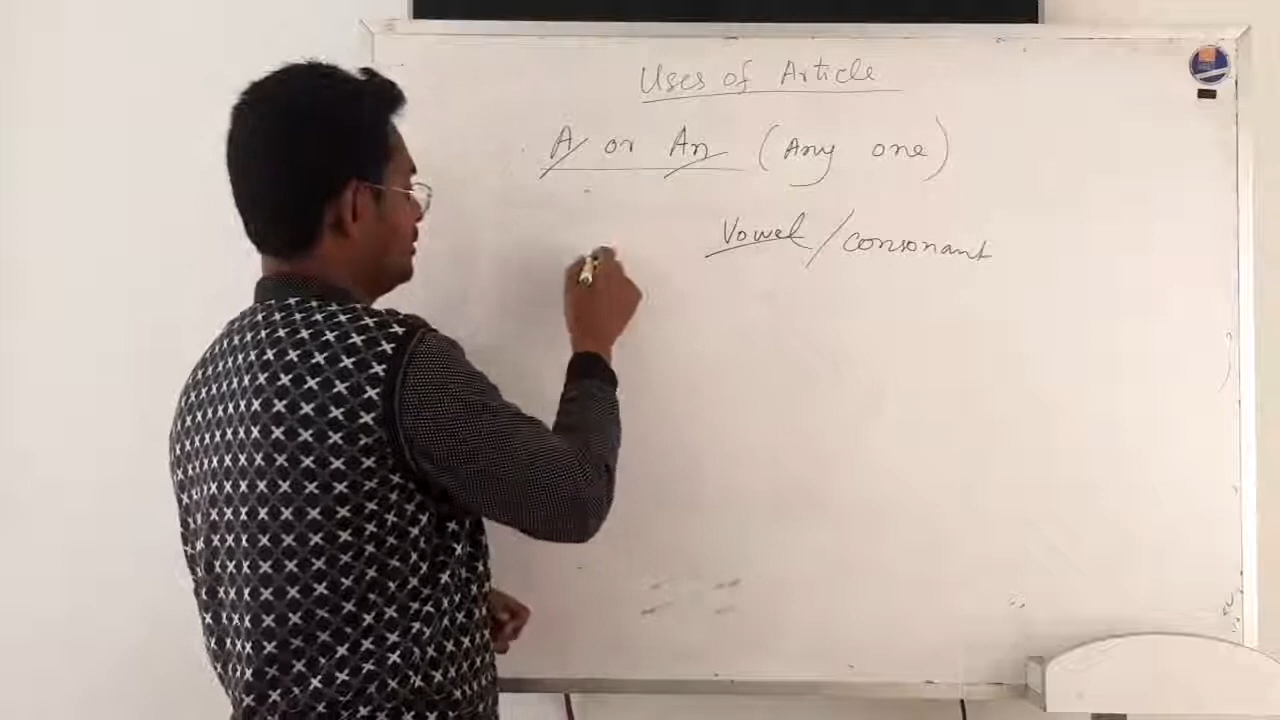 Uses of Article
A or An (Any one)
Vowel/consonant